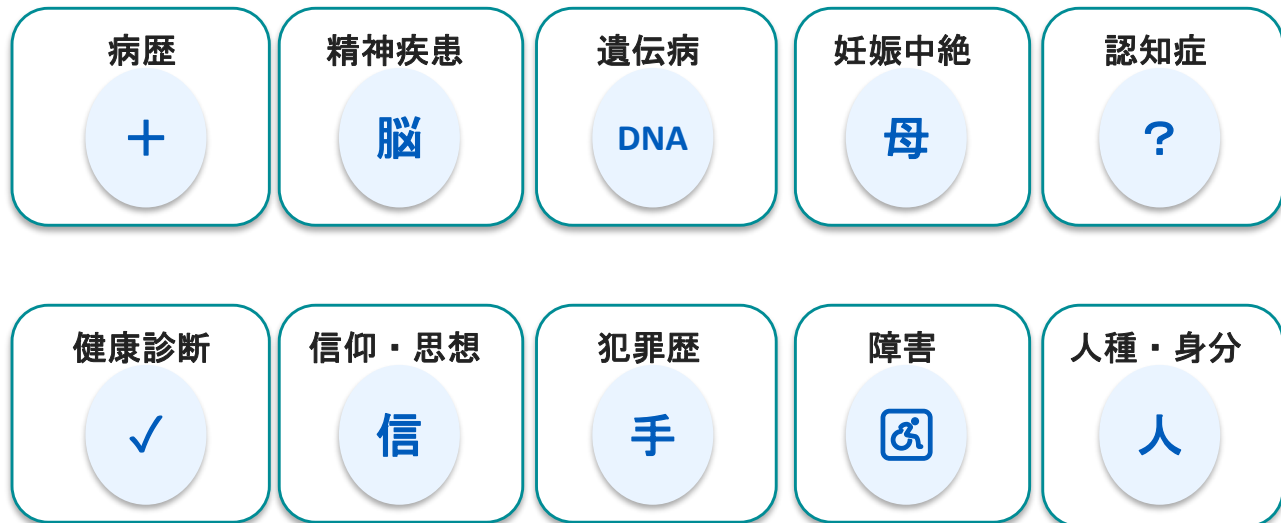 病歴
精神疾患
遺伝病
妊娠中絶
認知症
＋
脳
DNA
母
？
健康診断
信仰・思想
犯罪歴
障害
人種・身分
✓
信
手
人